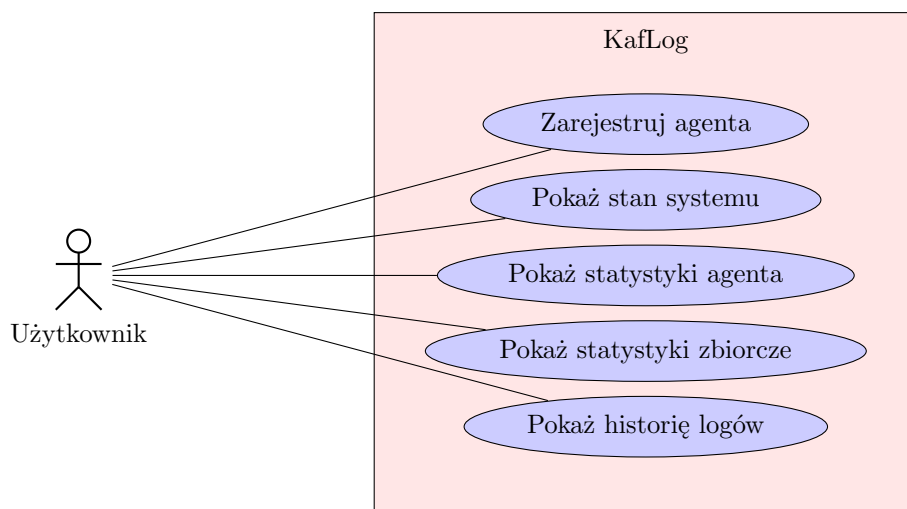 KafLog
Zarejestruj agenta
Pokaż stan systemu
Pokaż statystyki agenta
Użytkownik
Pokaż statystyki zbiorcze
Pokaż historię logów